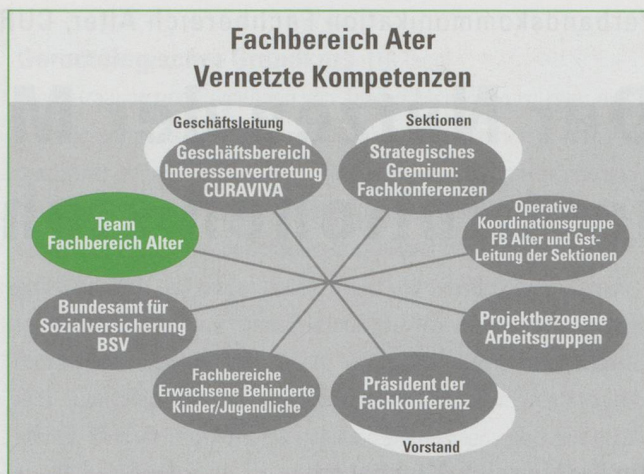 Fachbereich Ater
Vernetzte Kompetenzen
Geschäftsleitung
Geschäftsbereich
Interessenvertretung
CURAVIVA
Sektionen
Strategisches
Gremium:
Fachkonferenzen
Team
Fachbereich Alter
Operative
Koordinationsgruppe
FB Alter und Gst-
Leitung der Sektionen
Bundesamt für
Sozialversicherung
BSV
Projektbezogene
Arbeitsgruppen
Fachbereiche
Erwachsene Behinderte
Kinder/Jugendliche
Präsident der
Fachkonferenz
Vorstand